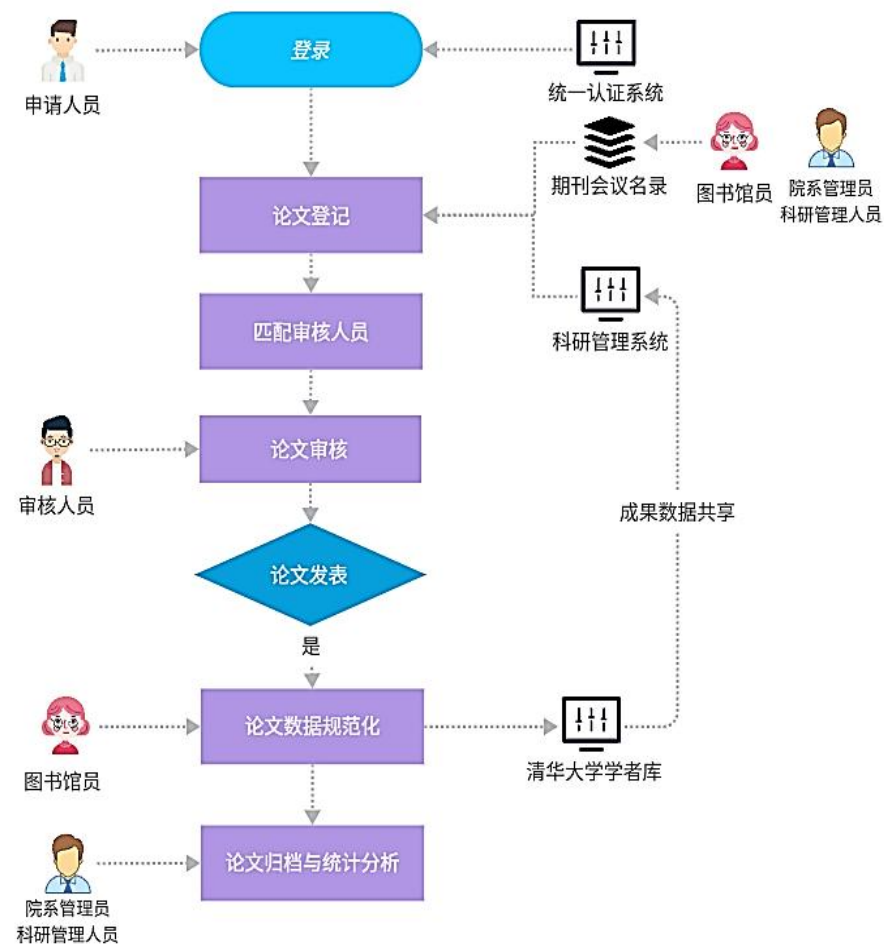 登录
申请人员
统一认证系统
期刊会议名录
图书馆员
院系管理员
科研管理人员
论文登记
匹配审核人员
科研管理系统
论文审核
审核人员
成果数据共享
论文发表
是
论文数据规范化
图书馆员
清华大学学者库
论文归档与统计分析
院系管理员
科研管理人员